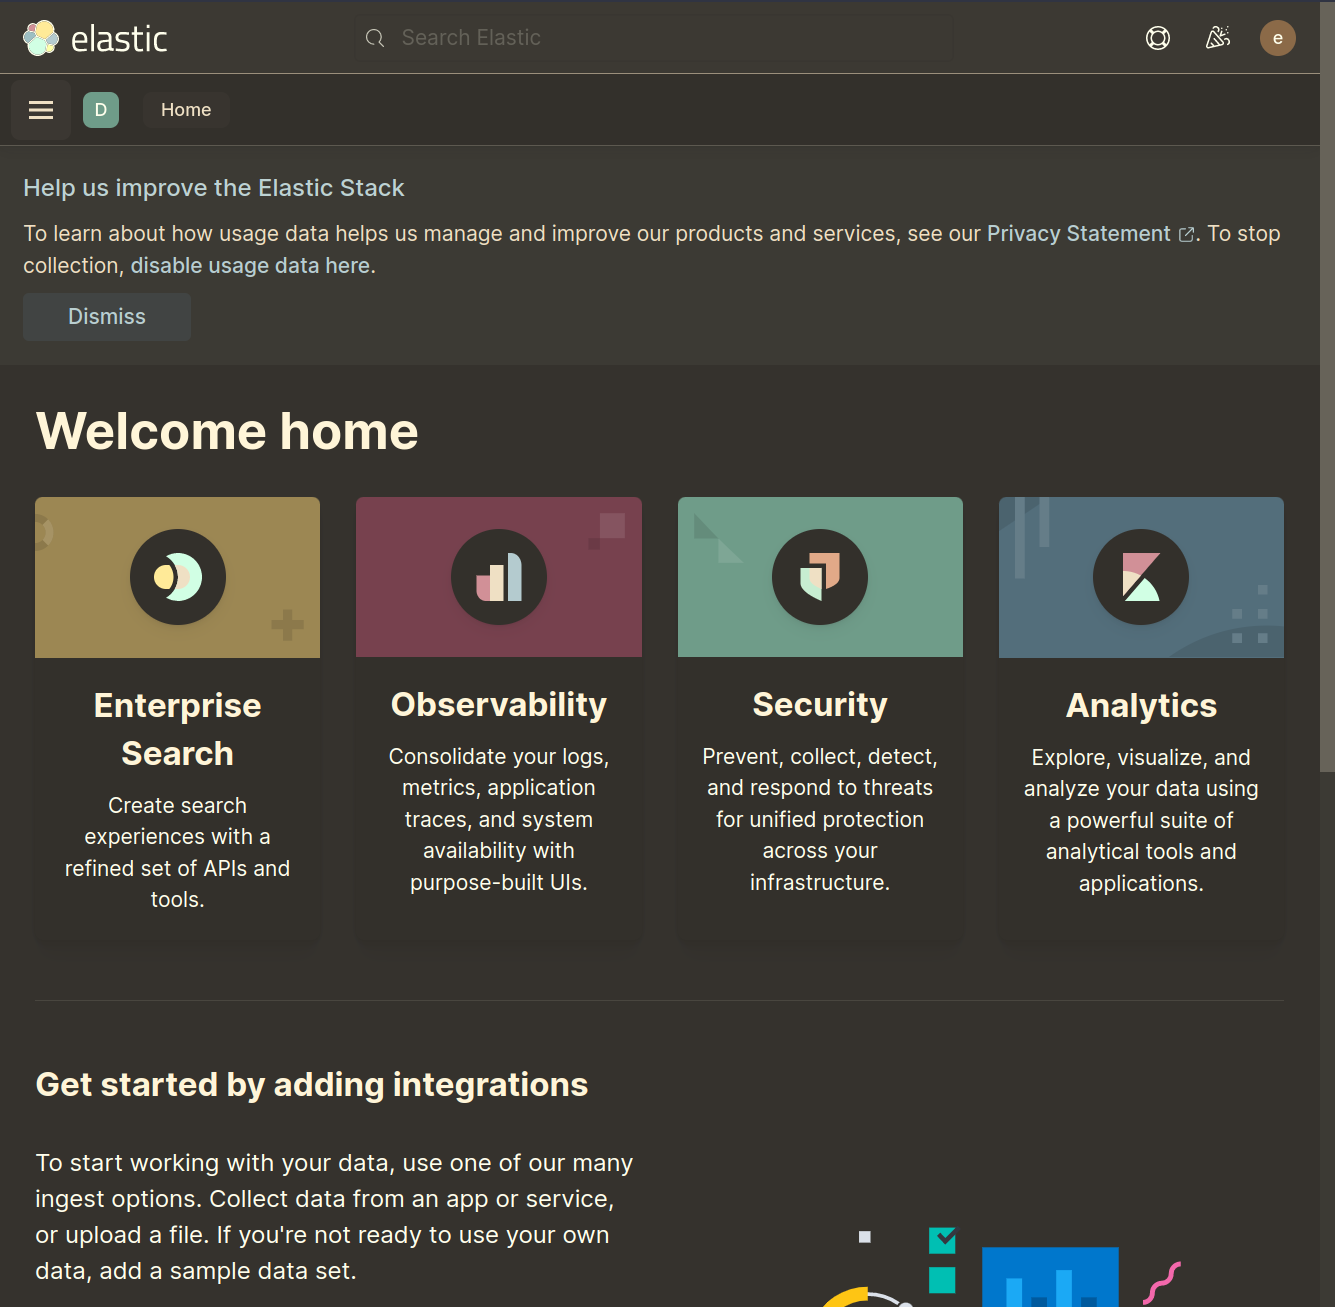 elastic
Search Elastic
e
D
Home
Help us improve the Elastic Stack
To learn about how usage data helps us manage and improve our products and services, see our Privacy Statement. To stop
collection, disable usage data here.
Dismiss
Welcome home
Enterprise
Search
Create search
experiences with a
refined set of APIs and
tools.
Observability
Consolidate your logs,
metrics, application
traces, and system
availability with
purpose-built UIs.
Security
Prevent, collect, detect,
and respond to threats
for unified protection
across your
infrastructure.
Analytics
Explore, visualize, and
analyze your data using
a powerful suite of
analytical tools and
applications.
Get started by adding integrations
To start working with your data, use one of our many
ingest options. Collect data from an app or service,
or upload a file. If you're not ready to use your own
data, add a sample data set.